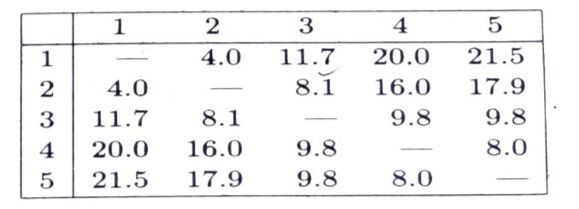 1 2 3 4 5
1 — 4.0 11.7 20.0 21.5
2 4.0 — 8.1 16.0 17.9
3 11.7 8.1 — 9.8 9.8
4 20.0 16.0 9.8 — 8.0
5 21.5 17.9 9.8 8.0 —